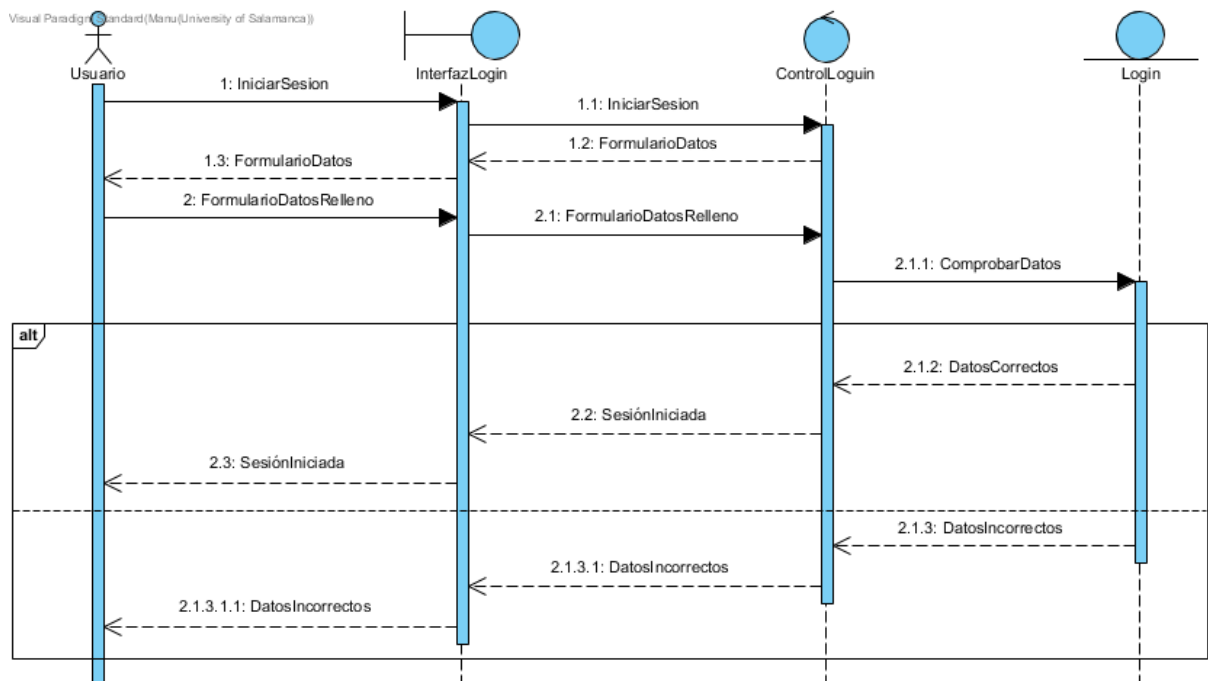 Visual Paradigm Standard(Manu(University of Salamanca))
Usuario
InterfazLogin
ControlLoguin
Login
1: IniciarSesion
1.1: IniciarSesion
1.2: FormularioDatos
1.3: FormularioDatos
2: FormularioDatosRelleno
2.1: FormularioDatosRelleno
2.1.1: ComprobarDatos
alt
2.1.2: DatosCorrectos
2.2: SesiónIniciada
2.3: SesiónIniciada
2.1.3: DatosIncorrectos
2.1.3.1: DatosIncorrectos
2.1.3.1.1: DatosIncorrectos